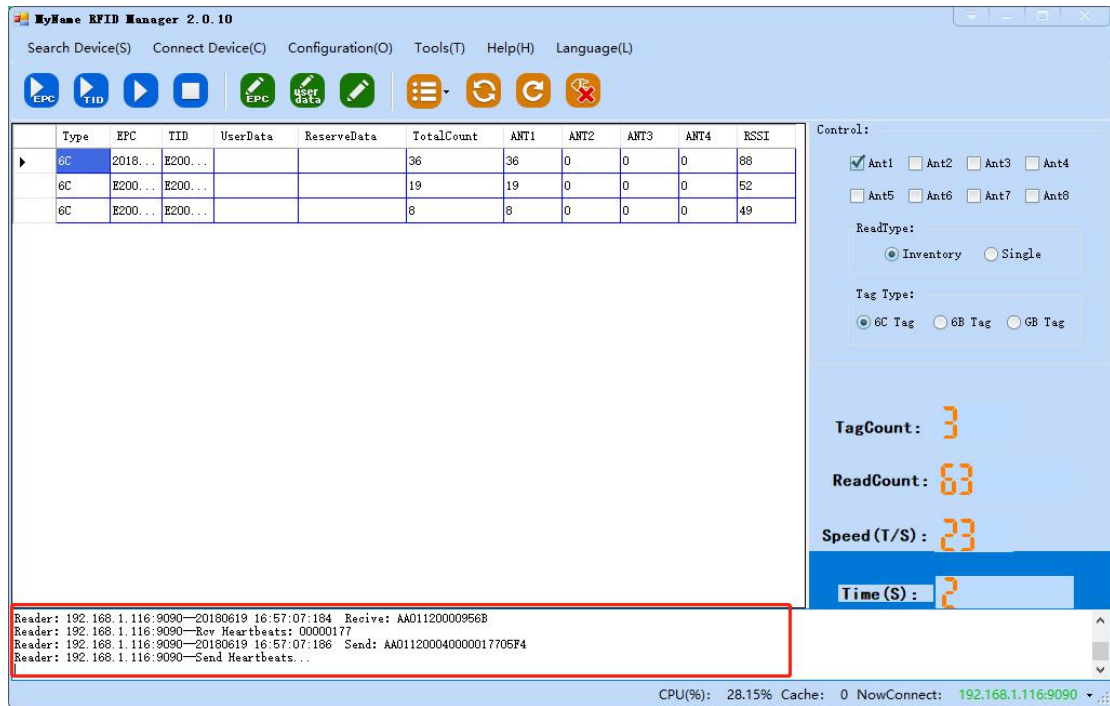 MyName RFID Manager 2.0.10
Search Device(S) Connect Device(C) Configuration(O) Tools(T) Help(H) Language(L)
EPC TID EPC user data
Type EPC TID UserData ReserveData TotalCount ANT1 ANT2 ANT3 ANT4 RSSI
6C 2018... E200... 36 36 0 0 0 88
6C E200... E200... 19 19 0 0 0 52
6C E200... E200... 8 8 0 0 0 49
Control:
Ant1 Ant2 Ant3 Ant4
Ant5 Ant6 Ant7 Ant8
ReadType:
Inventory Single
Tag Type:
6C Tag 6B Tag GB Tag
TagCount: 3
ReadCount: 63
Speed(T/S): 23
Time(S): 2
Reader: 192.168.1.116:9090—20180619 16:57:07:184 Recive: AA01120000956B
Reader: 192.168.1.116:9090—Rcv Heartbeats: 00000177
Reader: 192.168.1.116:9090—20180619 16:57:07:186 Send: AA011200040000017705F4
Reader: 192.168.1.116:9090—Send Heartbeats...
CPU(%): 28.15% Cache: 0 NowConnect: 192.168.1.116:9090